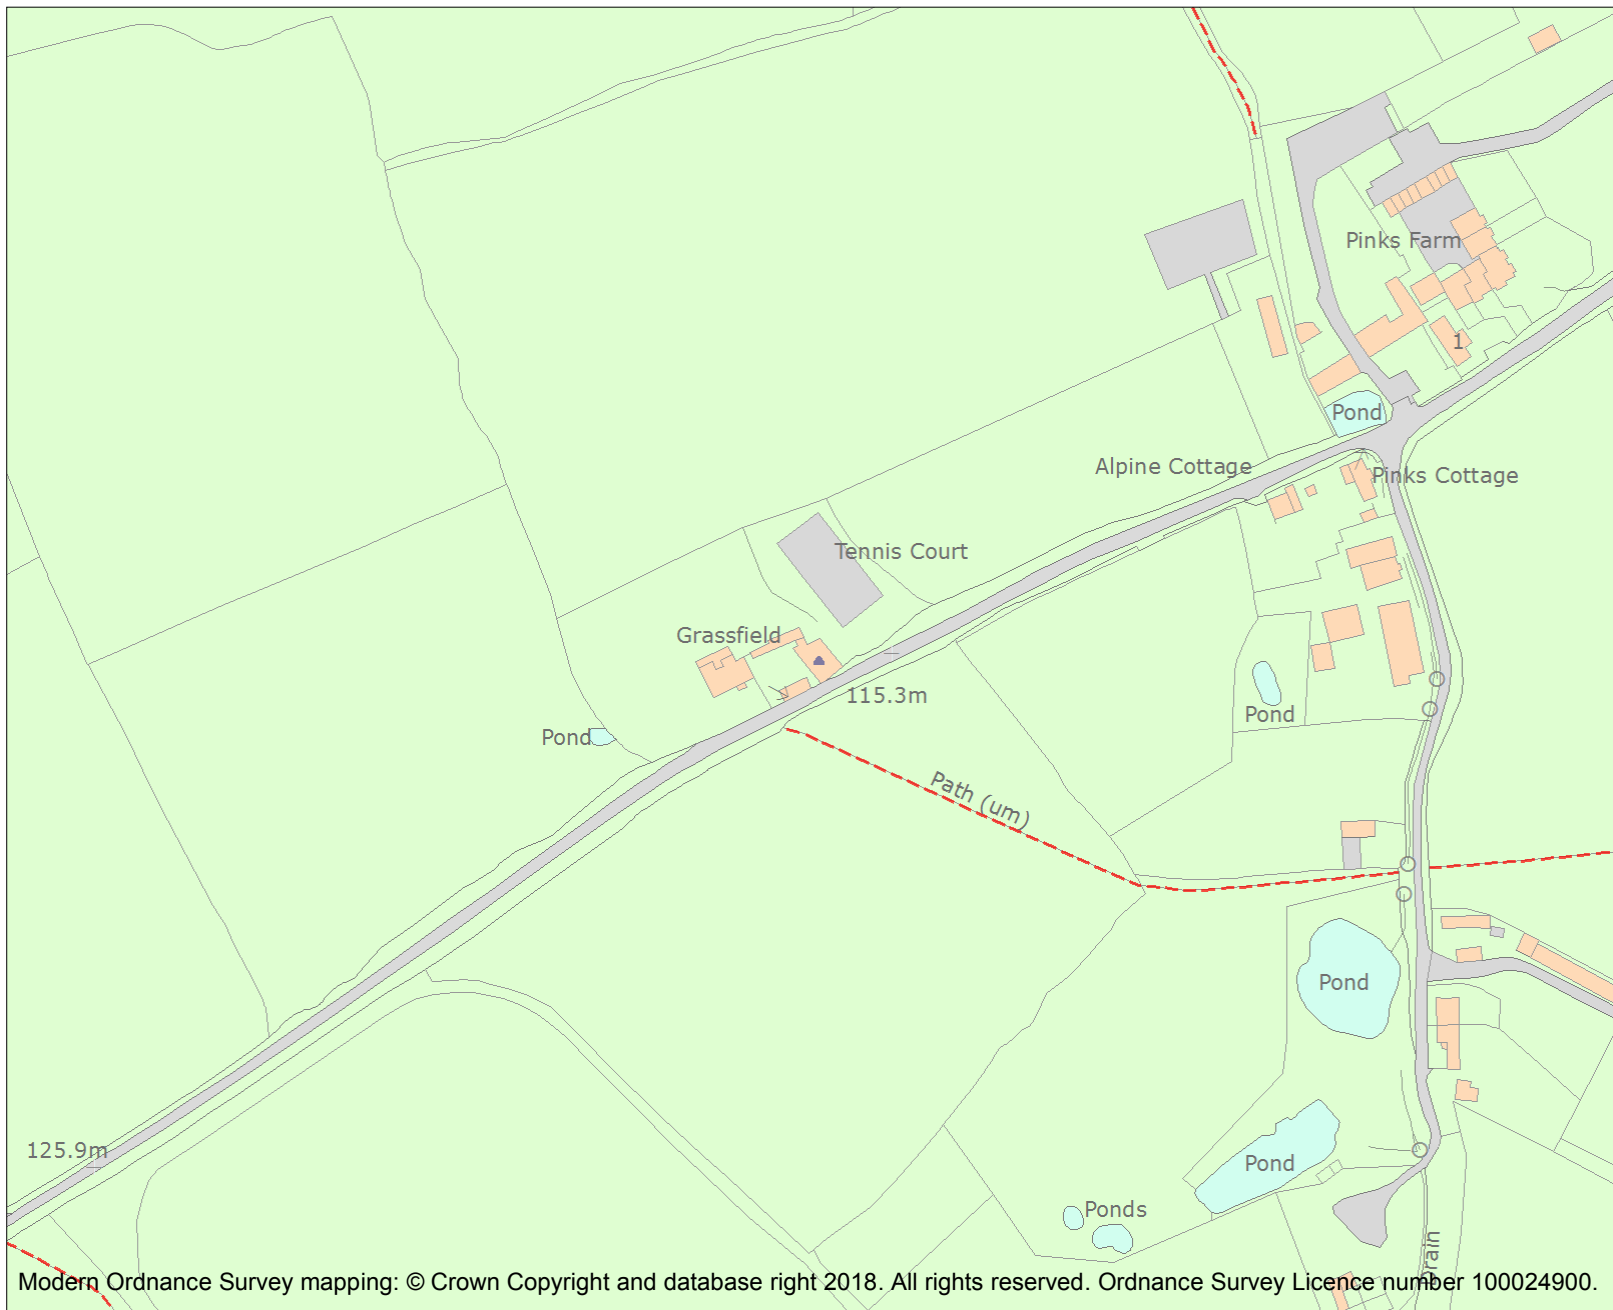 Pinks Farm
1
Pond
Alpine Cottage
Pinks Cottage
Tennis Court
Grassfield
115.3m
Pond
Pond
Path (um)
Pond
125.9m
Pond
Ponds
Drain
Modern Ordnance Survey mapping: © Crown Copyright and database right 2018. All rights reserved. Ordnance Survey Licence number 100024900.